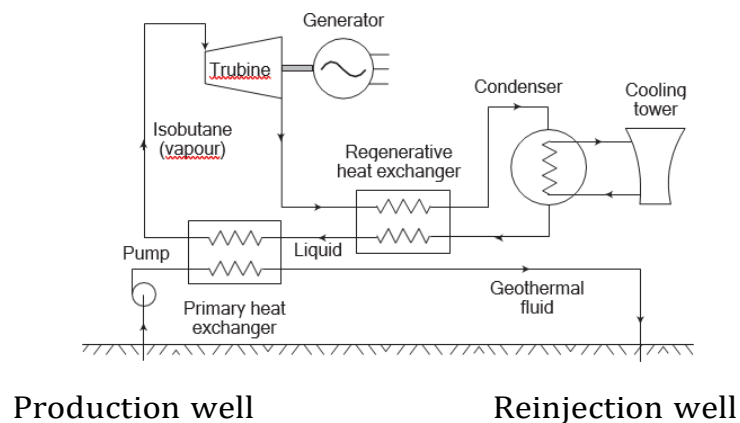 Generator
Trubine
Condenser
Cooling
tower
Isobutane
(vapour)
Regenerative
heat exchanger
Pump
Liquid
Geothermal
fluid
Primary heat
exchanger
Production well
Reinjection well